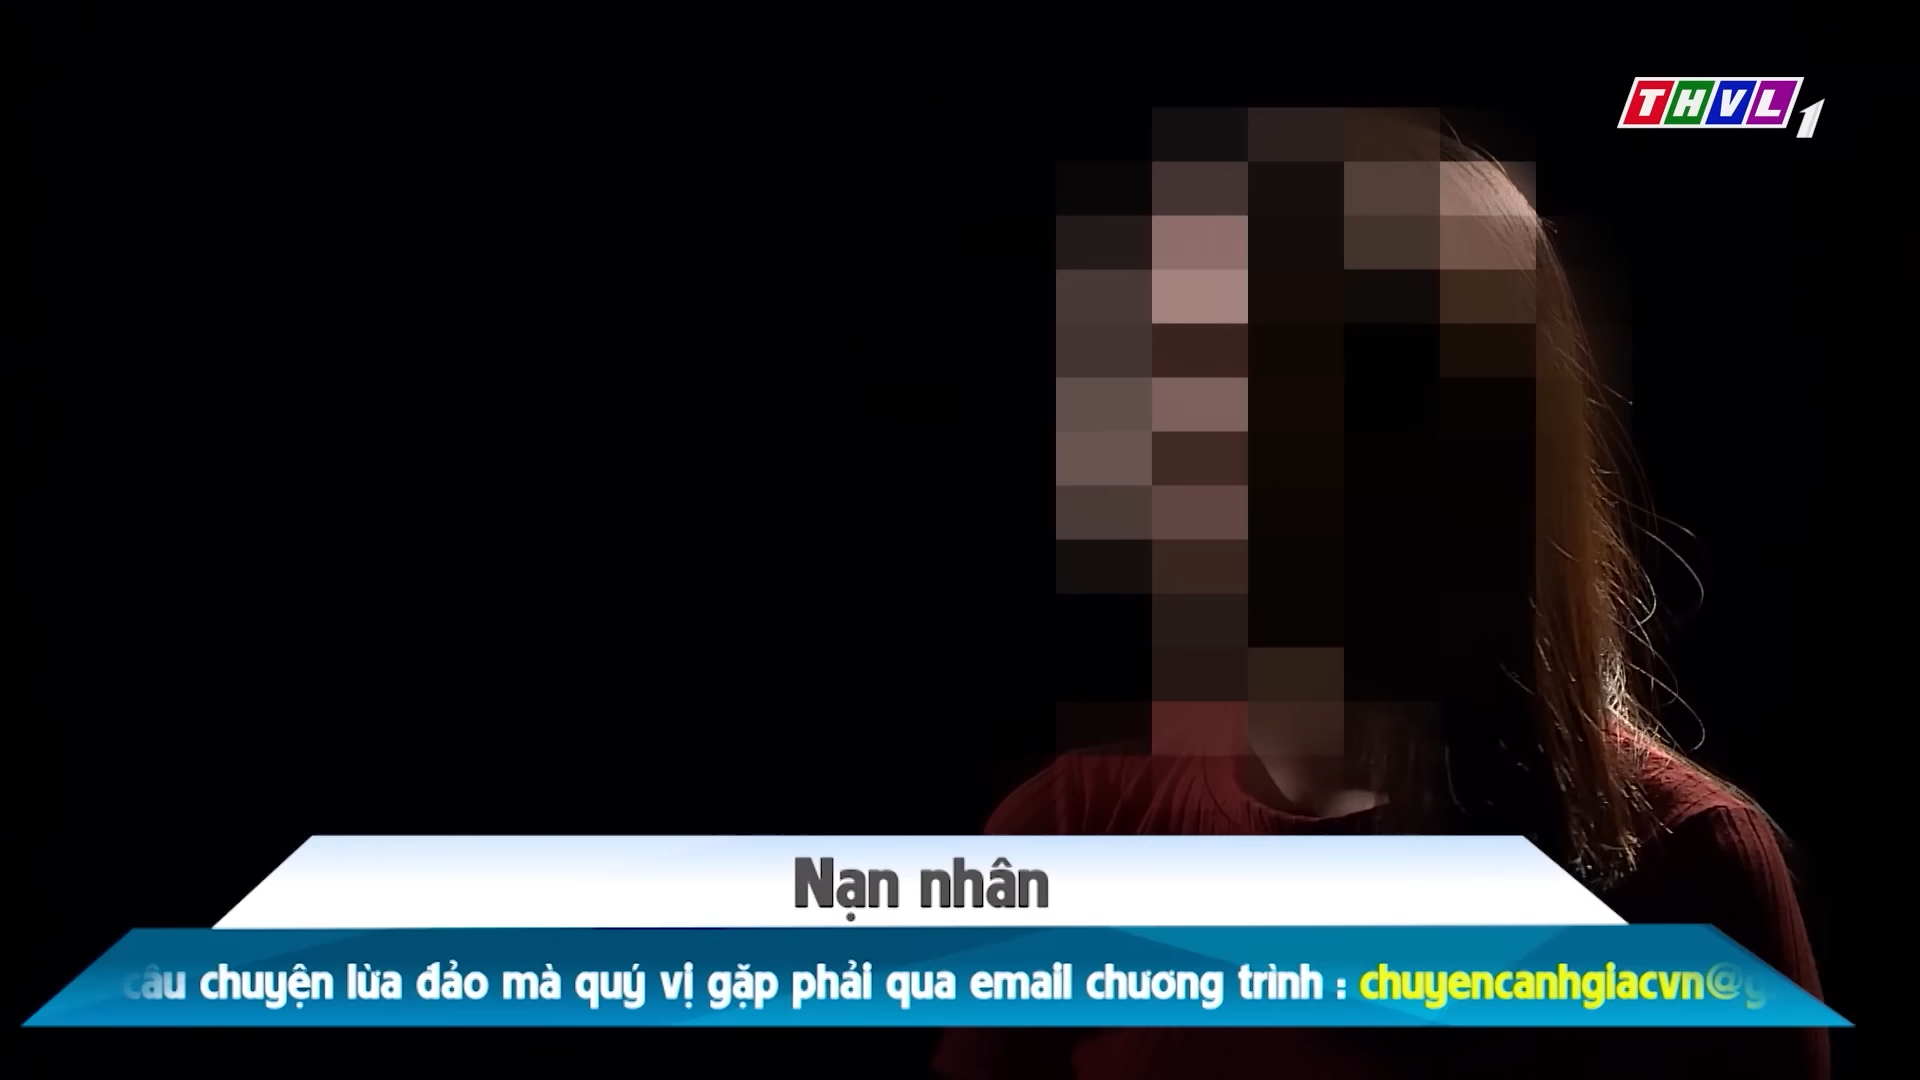 THVL1
Nạn nhân
câu chuyện lừa đảo mà quý vị gặp phải qua email chương trình : chuyencanhgiacvn@g